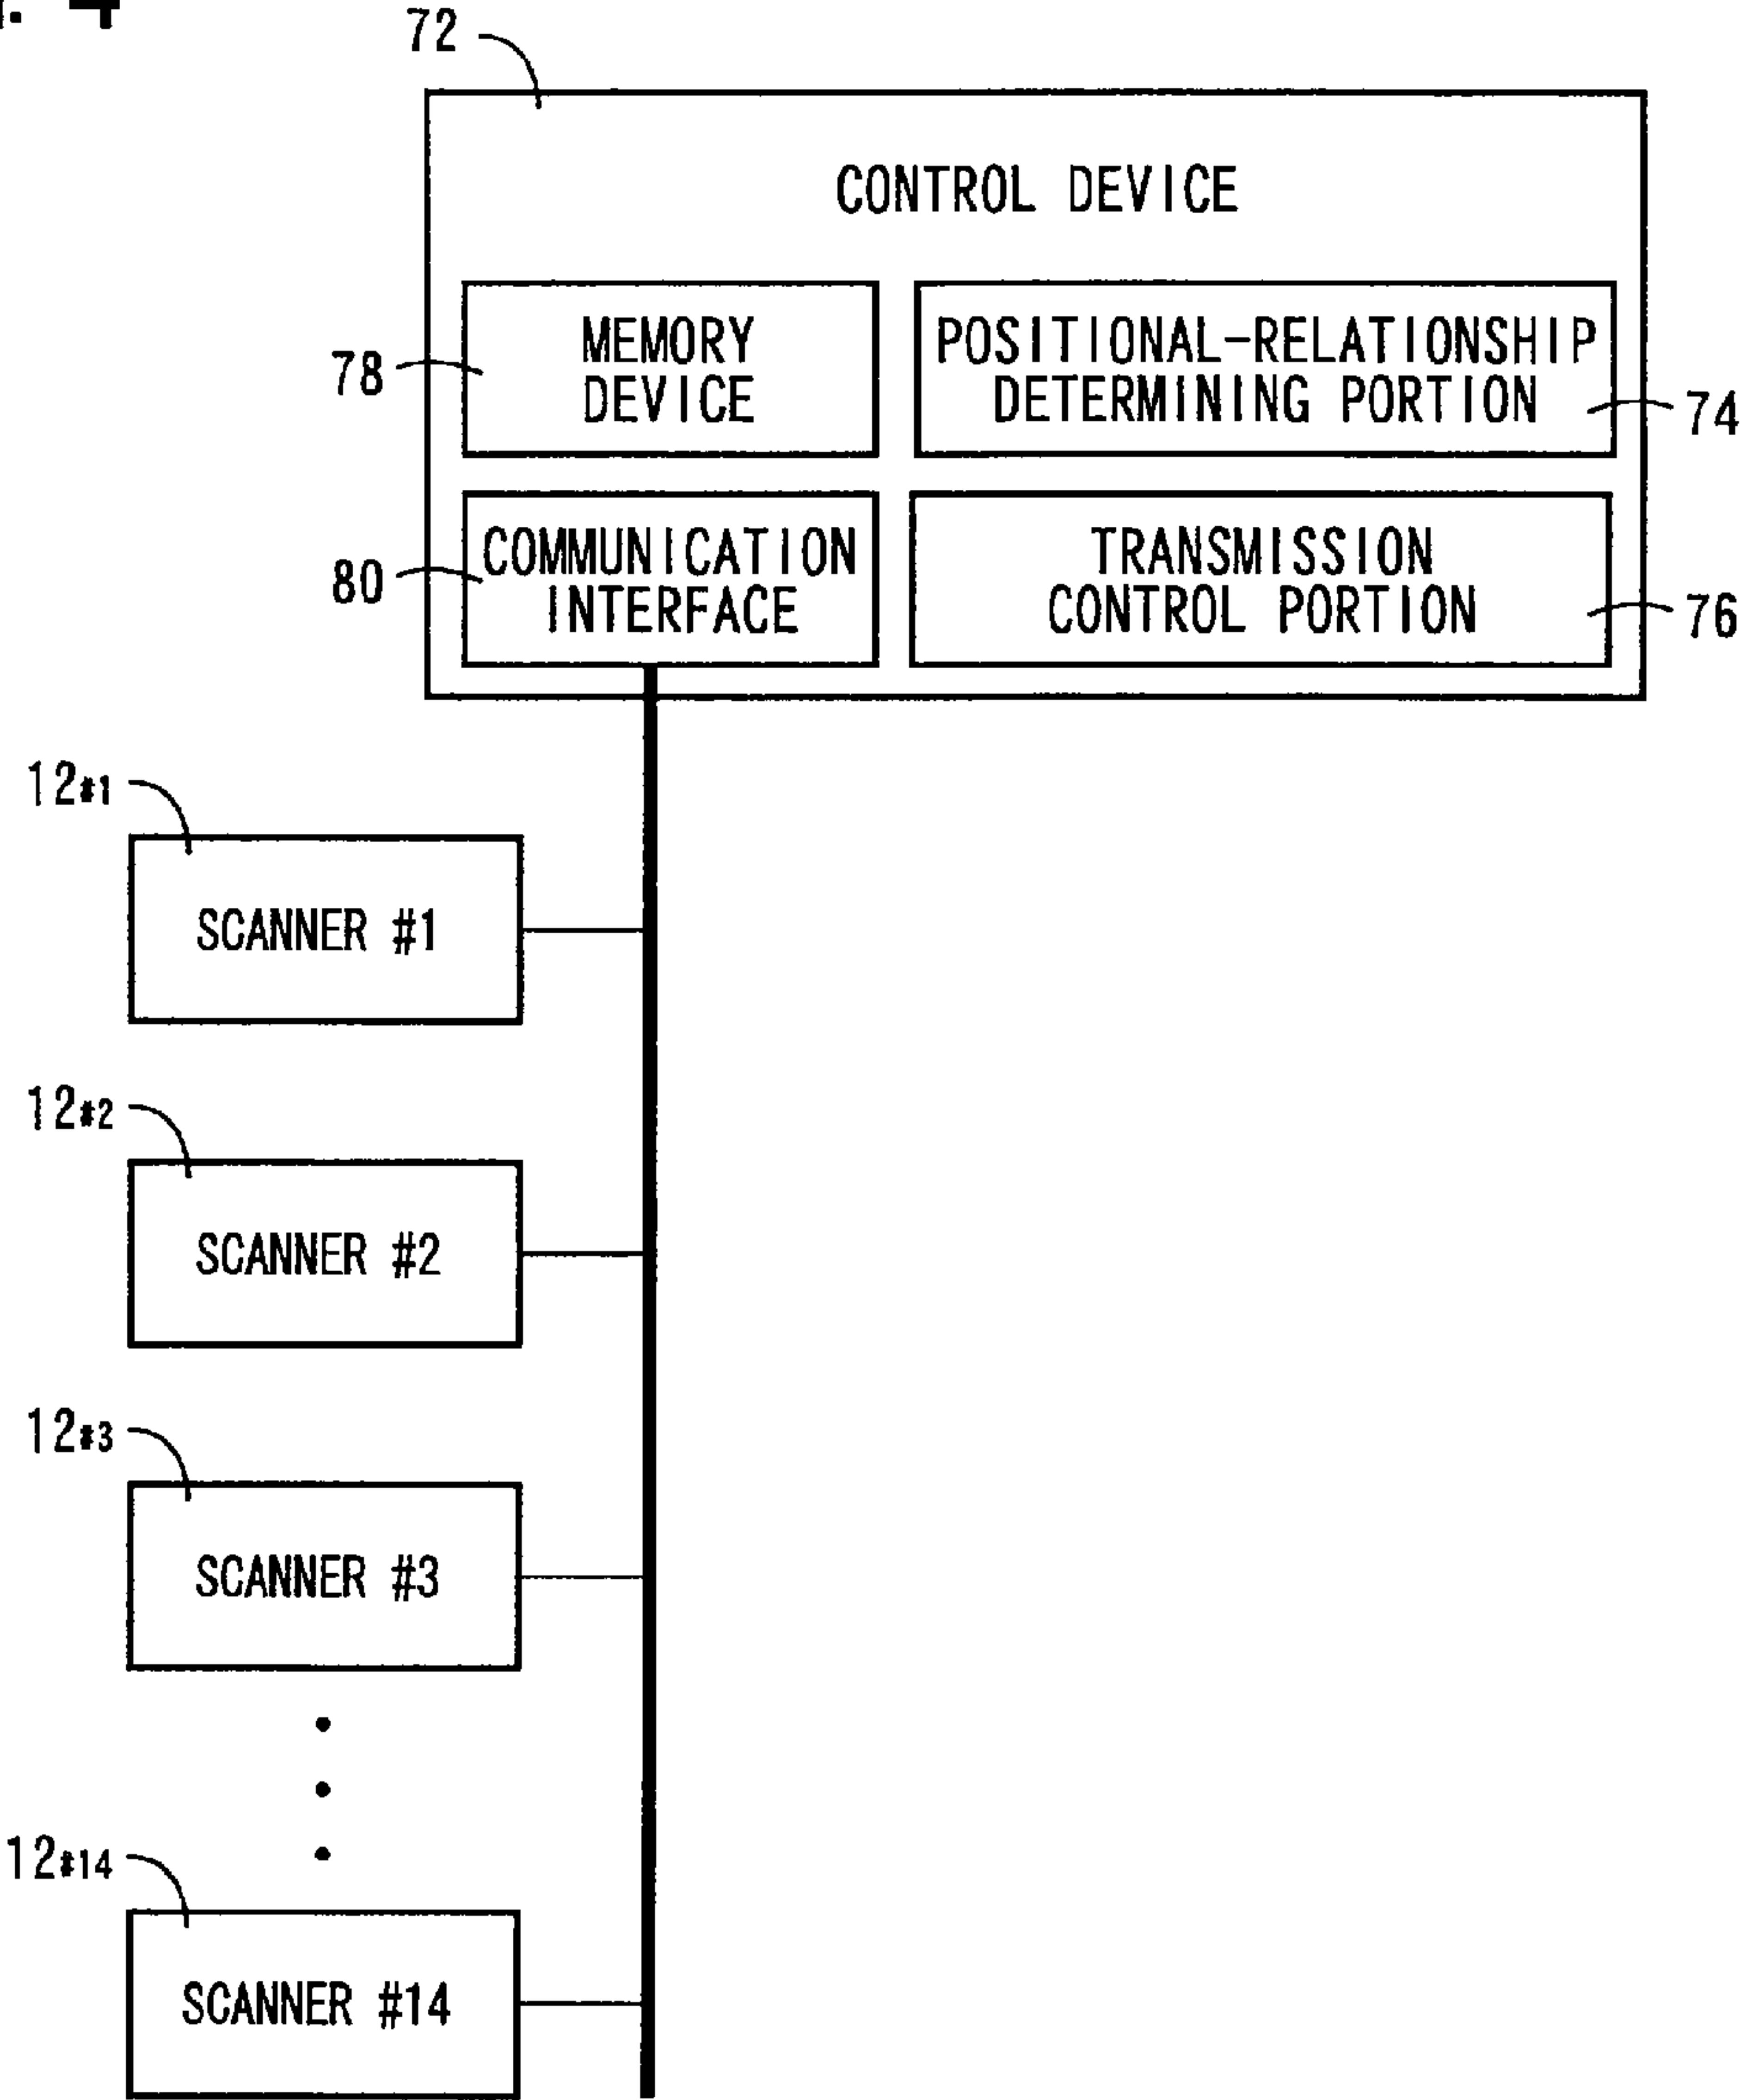 . 4
72
CONTROL DEVICE
MEMORY
DEVICE
78
POSITIONAL-RELATIONSHIP
DETERMINING PORTION
74
COMMUNICATION
INTERFACE
80
TRANSMISSION
CONTROL PORTION
76
12#1
SCANNER #1
12#2
SCANNER #2
12#3
SCANNER #3
12#14
SCANNER #14